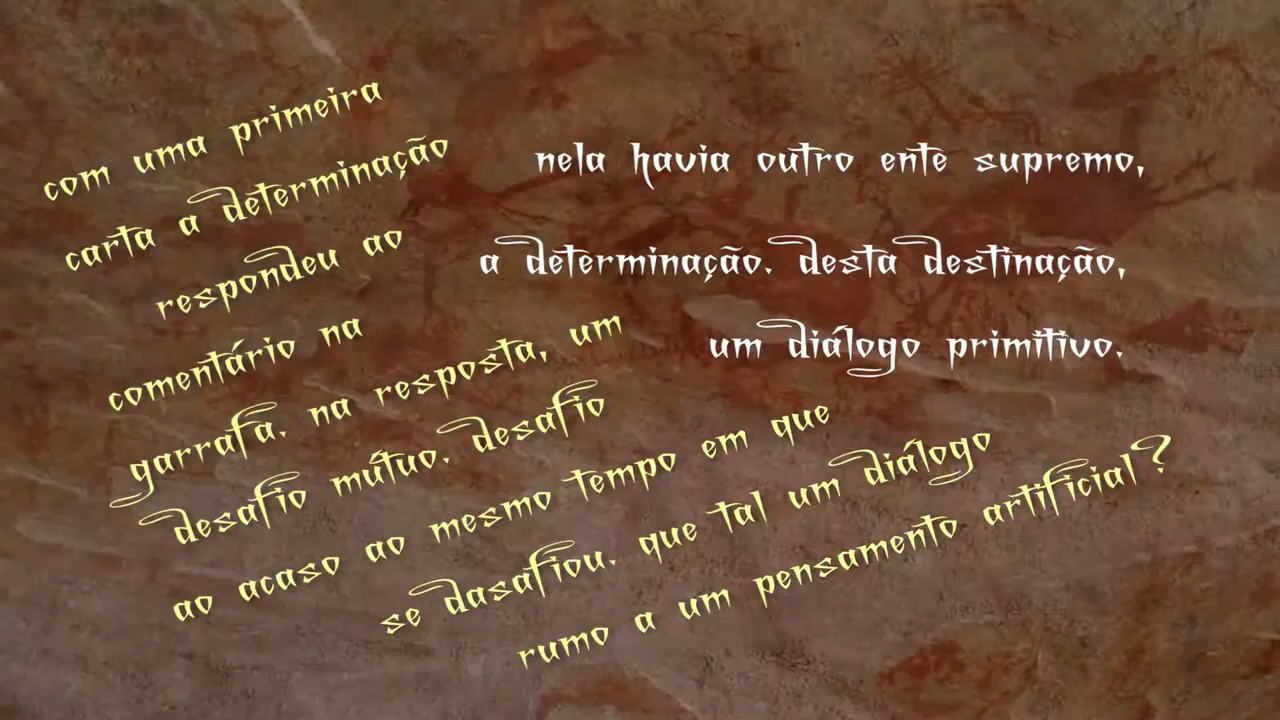 nela havia outro ente supremo,
a determinação. desta destinação,
um diálogo primitivo.
com uma primeira
carta a determinação
respondeu ao
comentário na
garrafa. na resposta, um
desafio mútuo. desafio
ao acaso ao mesmo tempo em que
se dasafiou. que tal um diálogo
rumo a um pensamento artificial?